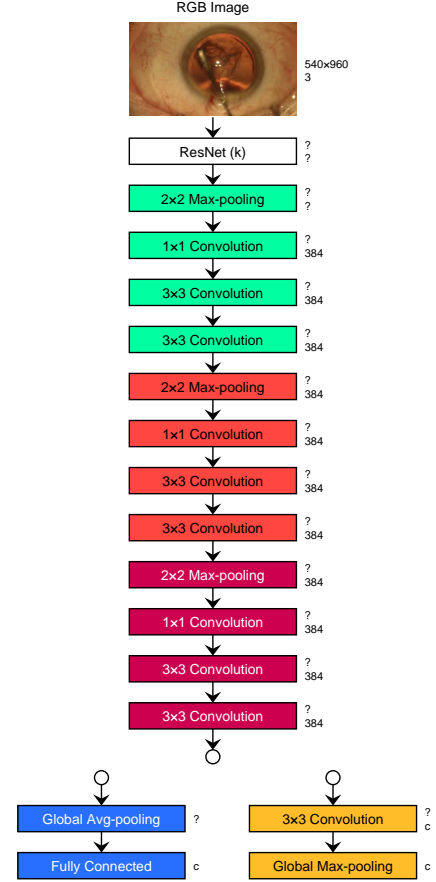 RGB Image
540×960
3
ResNet (k)
?
?
2×2 Max-pooling
?
?
1×1 Convolution
?
384
3×3 Convolution
?
384
3×3 Convolution
?
384
2×2 Max-pooling
?
384
1×1 Convolution
?
384
3×3 Convolution
?
384
3×3 Convolution
?
384
2×2 Max-pooling
?
384
1×1 Convolution
?
384
3×3 Convolution
?
384
3×3 Convolution
?
384
Global Avg-pooling
?
Fully Connected
c
3×3 Convolution
?
c
Global Max-pooling
c